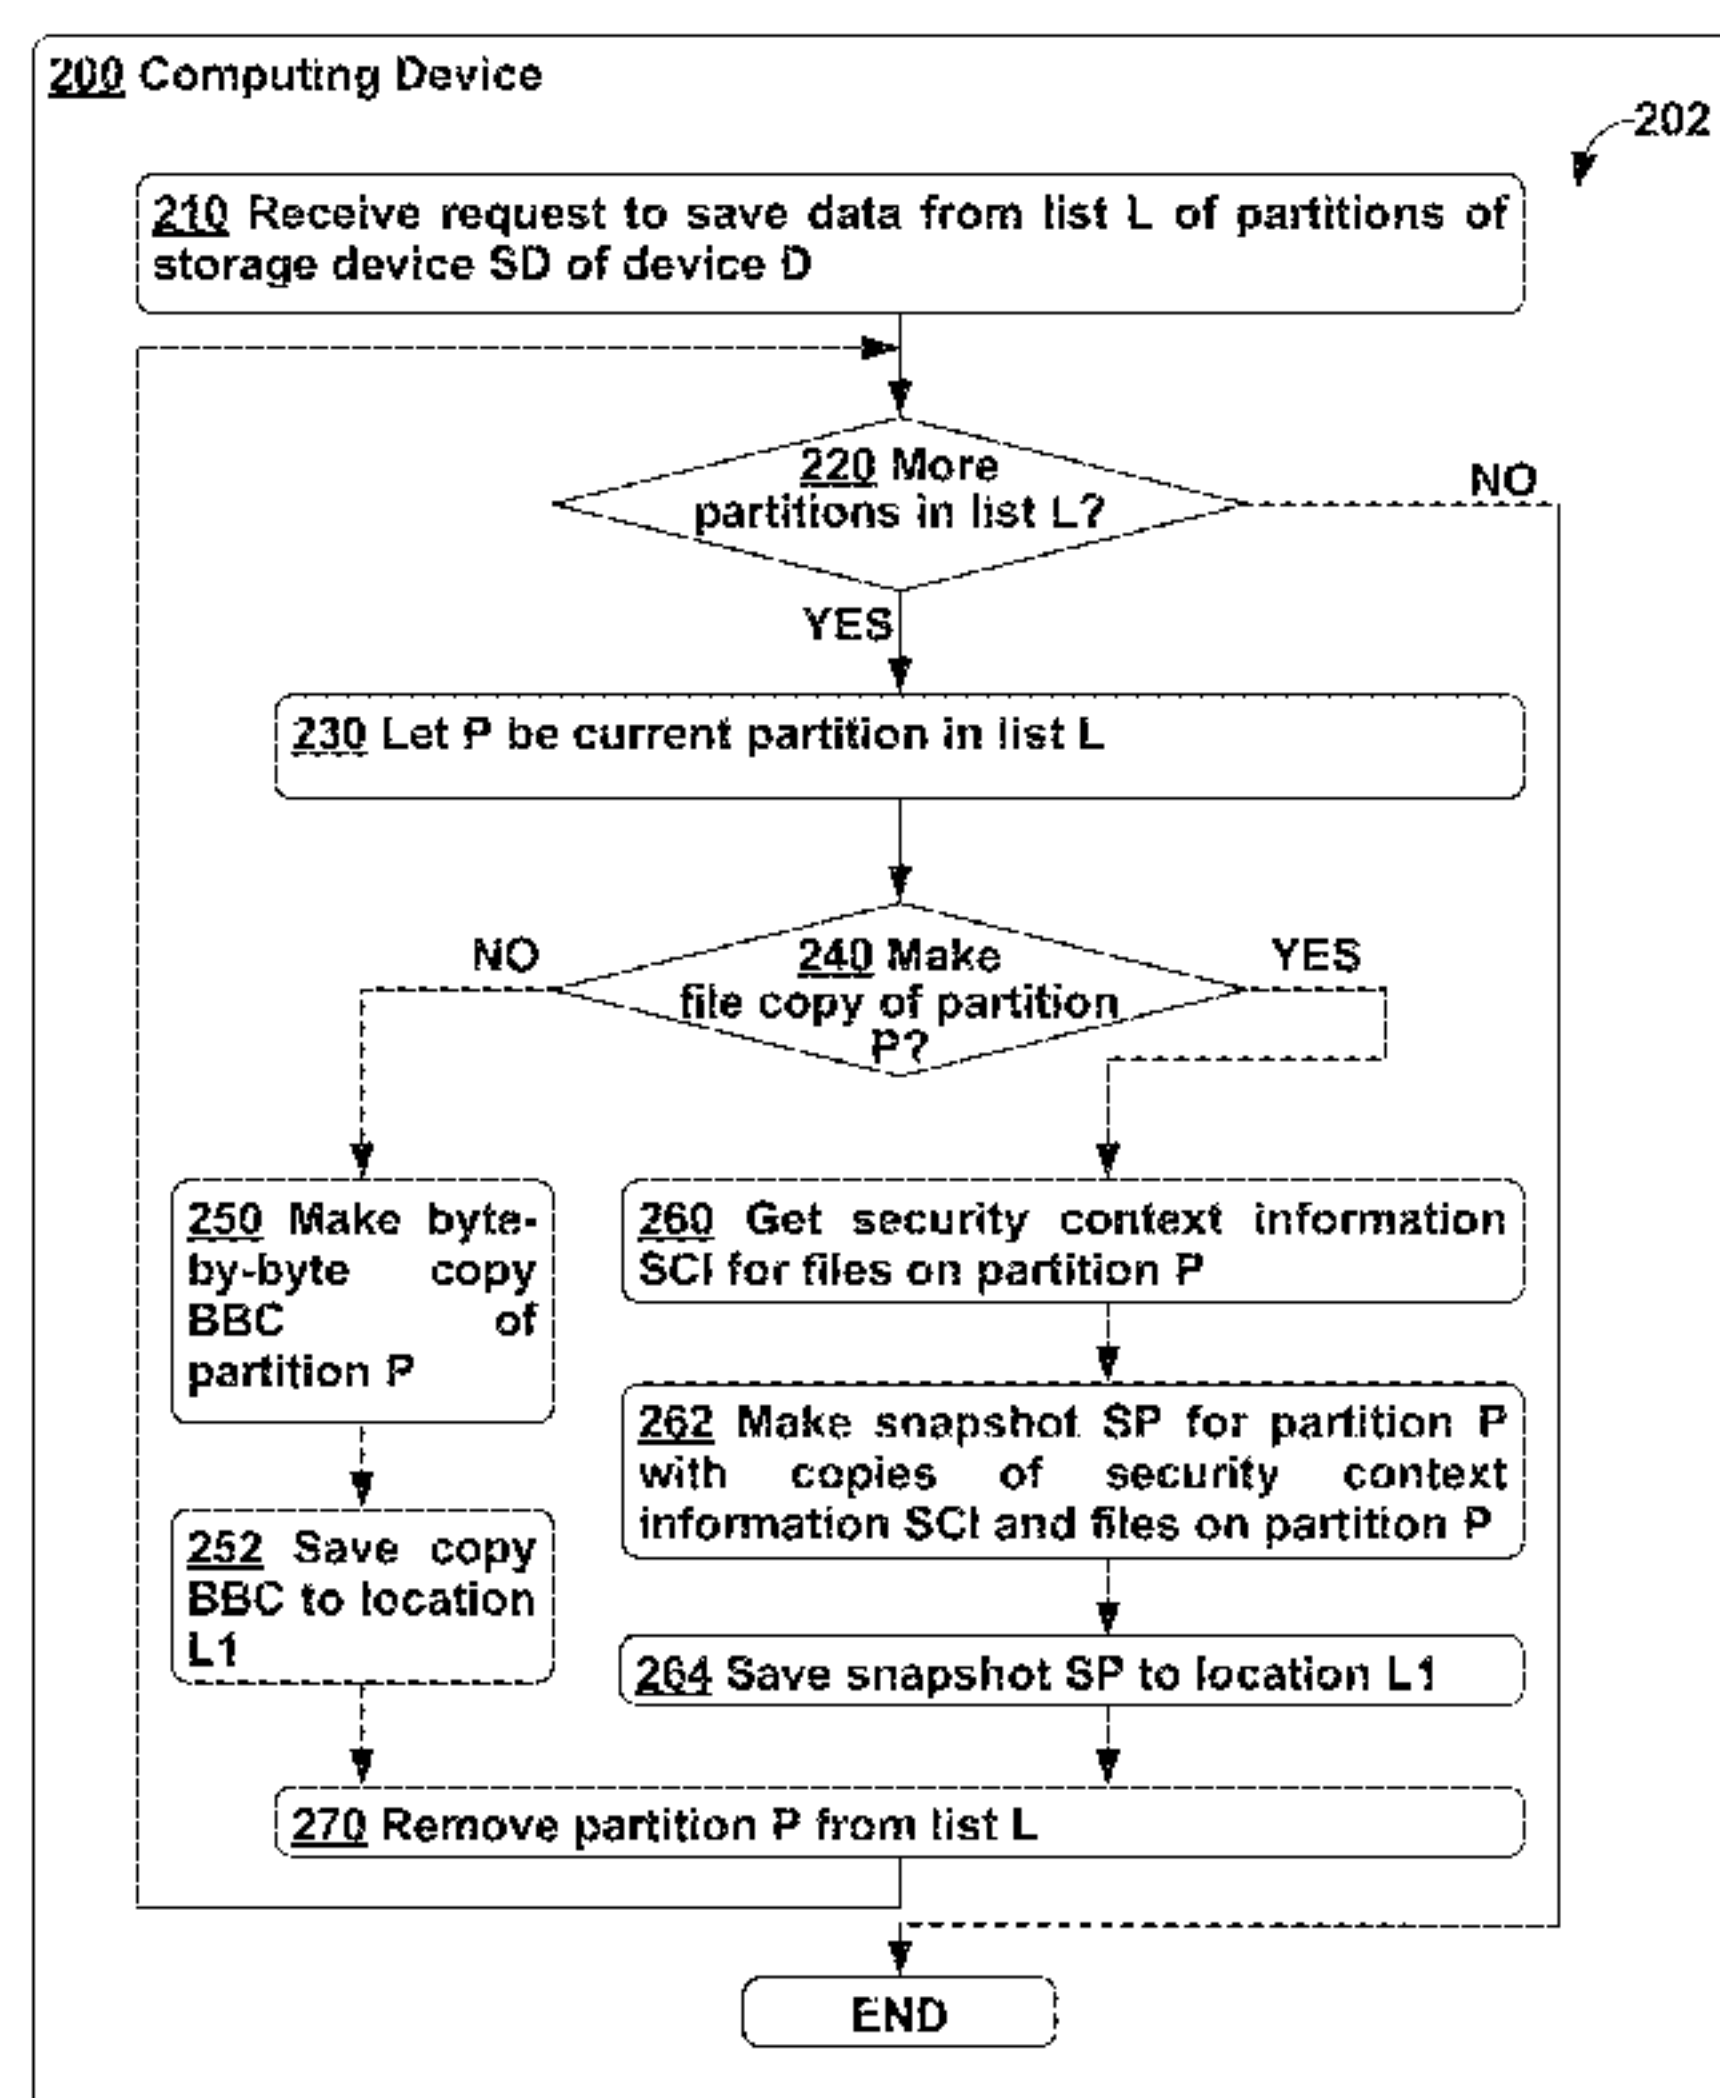 200 Computing Device
202
210 Receive request to save data from list L of partitions of
storage device SD of device D
220 More
partitions in list L?
NO
YES
230 Let P be current partition in list L
NO
240 Make
file copy of partition
P?
YES
250 Make byte-
by-byte copy
BBC of
partition P
260 Get security context information
SCI for files on partition P
262 Make snapshot SP for partition P
with copies of security context
information SCI and files on partition P
252 Save copy
BBC to location
L1
264 Save snapshot SP to location L1
270 Remove partition P from list L
END